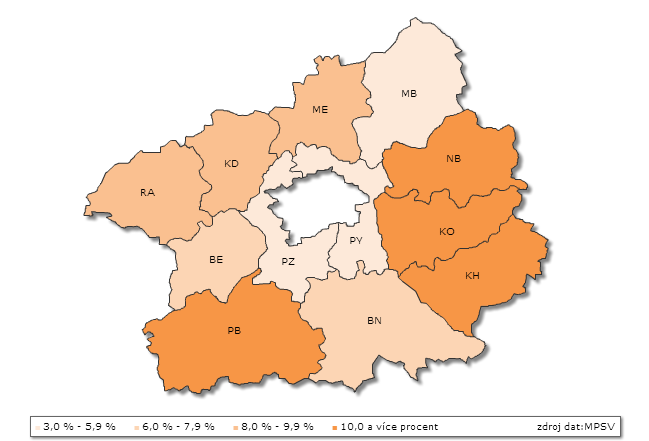 MB
ME
NB
KD
RA
KO
PY
BE
PZ
KH
BN
PB
3,0 % - 5,9 % 6,0 % - 7,9 % 8,0 % - 9,9 % 10,0 a více procent zdroj dat:MPSV